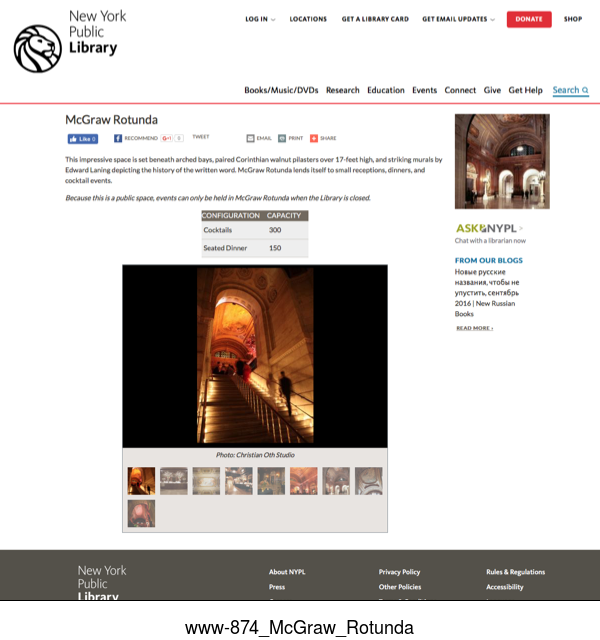 New York
Public
Library
LOG IN
LOCATIONS
GET A LIBRARY CARD
GET EMAIL UPDATES
DONATE
SHOP
Books/Music/DVDs Research Education Events Connect Give Get Help Search
McGraw Rotunda
Like 0
RECOMMEND
G+1 0
TWEET
EMAIL
PRINT
SHARE
This impressive space is set beneath arched bays, paired Corinthian walnut pilasters over 17-feet high, and striking murals by
Edward Laning depicting the history of the written word. McGraw Rotunda lends itself to small receptions, dinners, and
cocktail events.
Because this is a public space, events can only be held in McGraw Rotunda when the Library is closed.
CONFIGURATION CAPACITY
Cocktails 300
Seated Dinner 150
Photo: Christian Oth Studio
ASK NYPL
Chat with a librarian now
FROM OUR BLOGS
Новые русские
названия, чтобы не
упустить, сентябрь
2016 | New Russian
Books
READ MORE ›
New York
Public
Library
About NYPL
Press
Privacy Policy
Other Policies
Rules & Regulations
Accessibility
www-874_McGraw_Rotunda